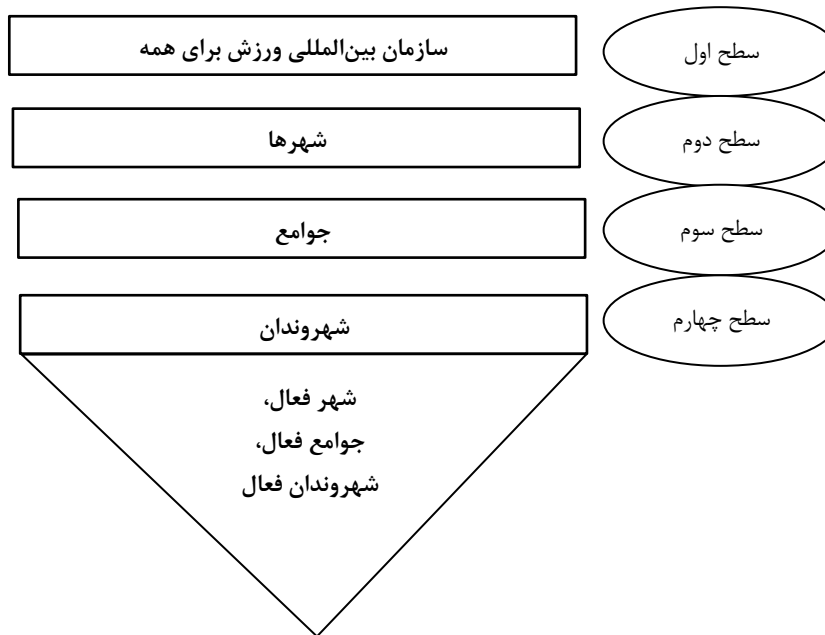 سطح اول
سازمان بین‌المللی ورزش برای همه
سطح دوم
شهرها
سطح سوم
جوامع
سطح چهارم
شهروندان
شهر فعال،
جوامع فعال،
شهروندان فعال